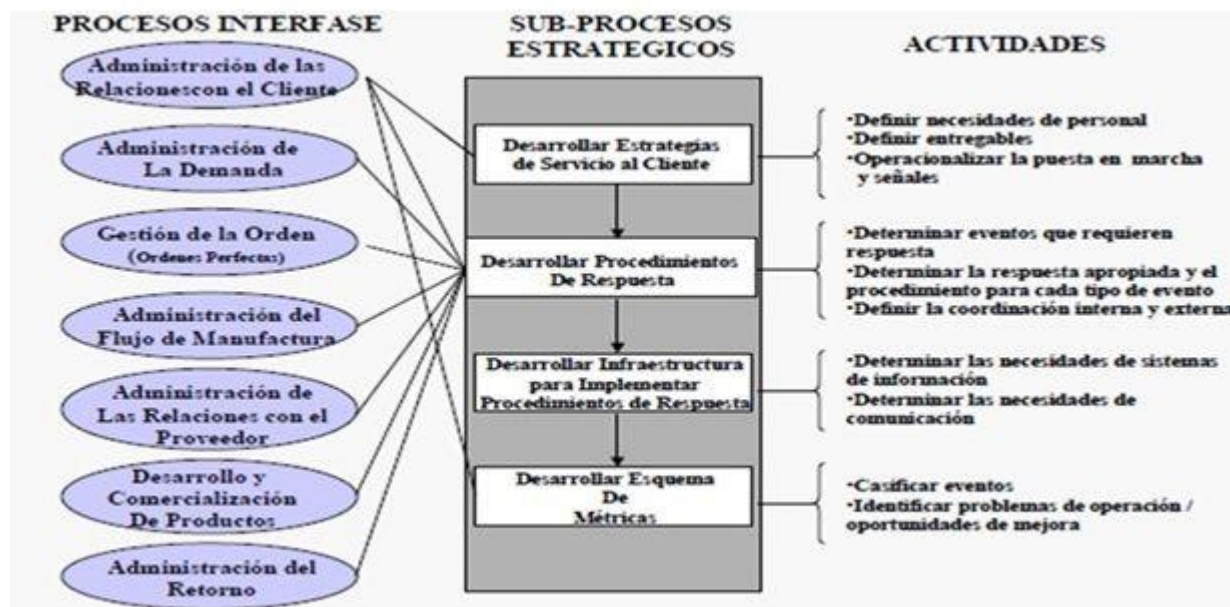 PROCESOS INTERFASE
Administración de las
Relacionescon el Cliente
Administración de
La Demanda
Gestión de la Orden
(Ordenes Perfectas)
Administración del
Flujo de Manufactura
Administración de
Las Relaciones con el
Proveedor
Desarrollo y
Comercialización
De Productos
Administración del
Retorno
SUB-PROCESOS
ESTRATEGICOS
Desarrollar Estrategías
de Servicio al Cliente
Desarrollar Procedimientos
De Respuesta
Desarrollar Infraestructura
para Implementar
Procedimientos de Respuesta
Desarrollar Esquema
De
Métricas
ACTIVIDADES
•Definir necesidades de personal
•Definir entregables
•Operacionalizar la puesta en marcha
y señales
•Determinar eventos que requieren
respuesta
•Determinar la respuesta apropiada y el
procedimiento para cada tipo de evento
•Definir la coordinación interna y externa
•Determinar las necesidades de sistemas
de información
•Determinar las necesidades de
comunicación
•Casificar eventos
•Identificar problemas de operación /
oportunidades de mejora